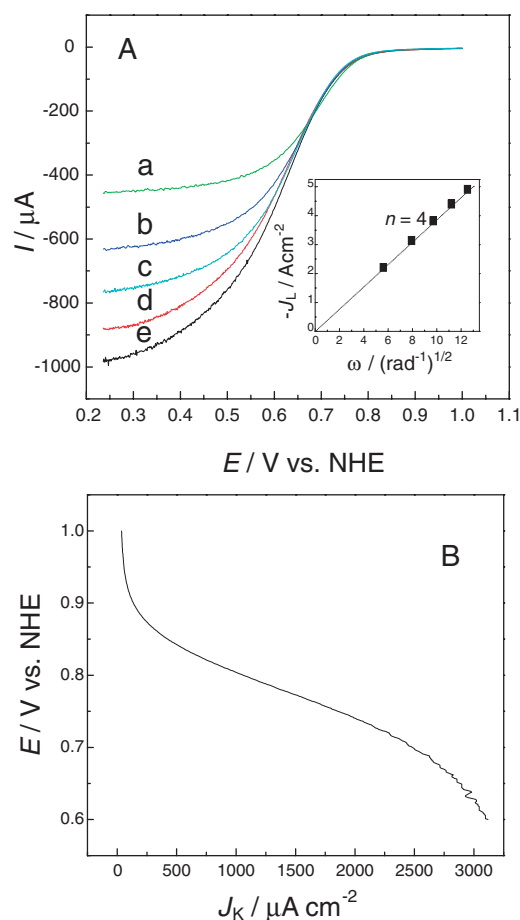 A
0
-200
-400
-600
-800
-1000
I / μA
a
b
c
d
e
5
4
3
2
1
0
-J_L / Acm^-2
n = 4
0 2 4 6 8 10 12
ω / (rad^-1)^1/2
0.2 0.3 0.4 0.5 0.6 0.7 0.8 0.9 1.0 1.1
E / V vs. NHE
B
1.0
0.9
0.8
0.7
0.6
E / V vs. NHE
0 500 1000 1500 2000 2500 3000
J_K / μA cm^-2